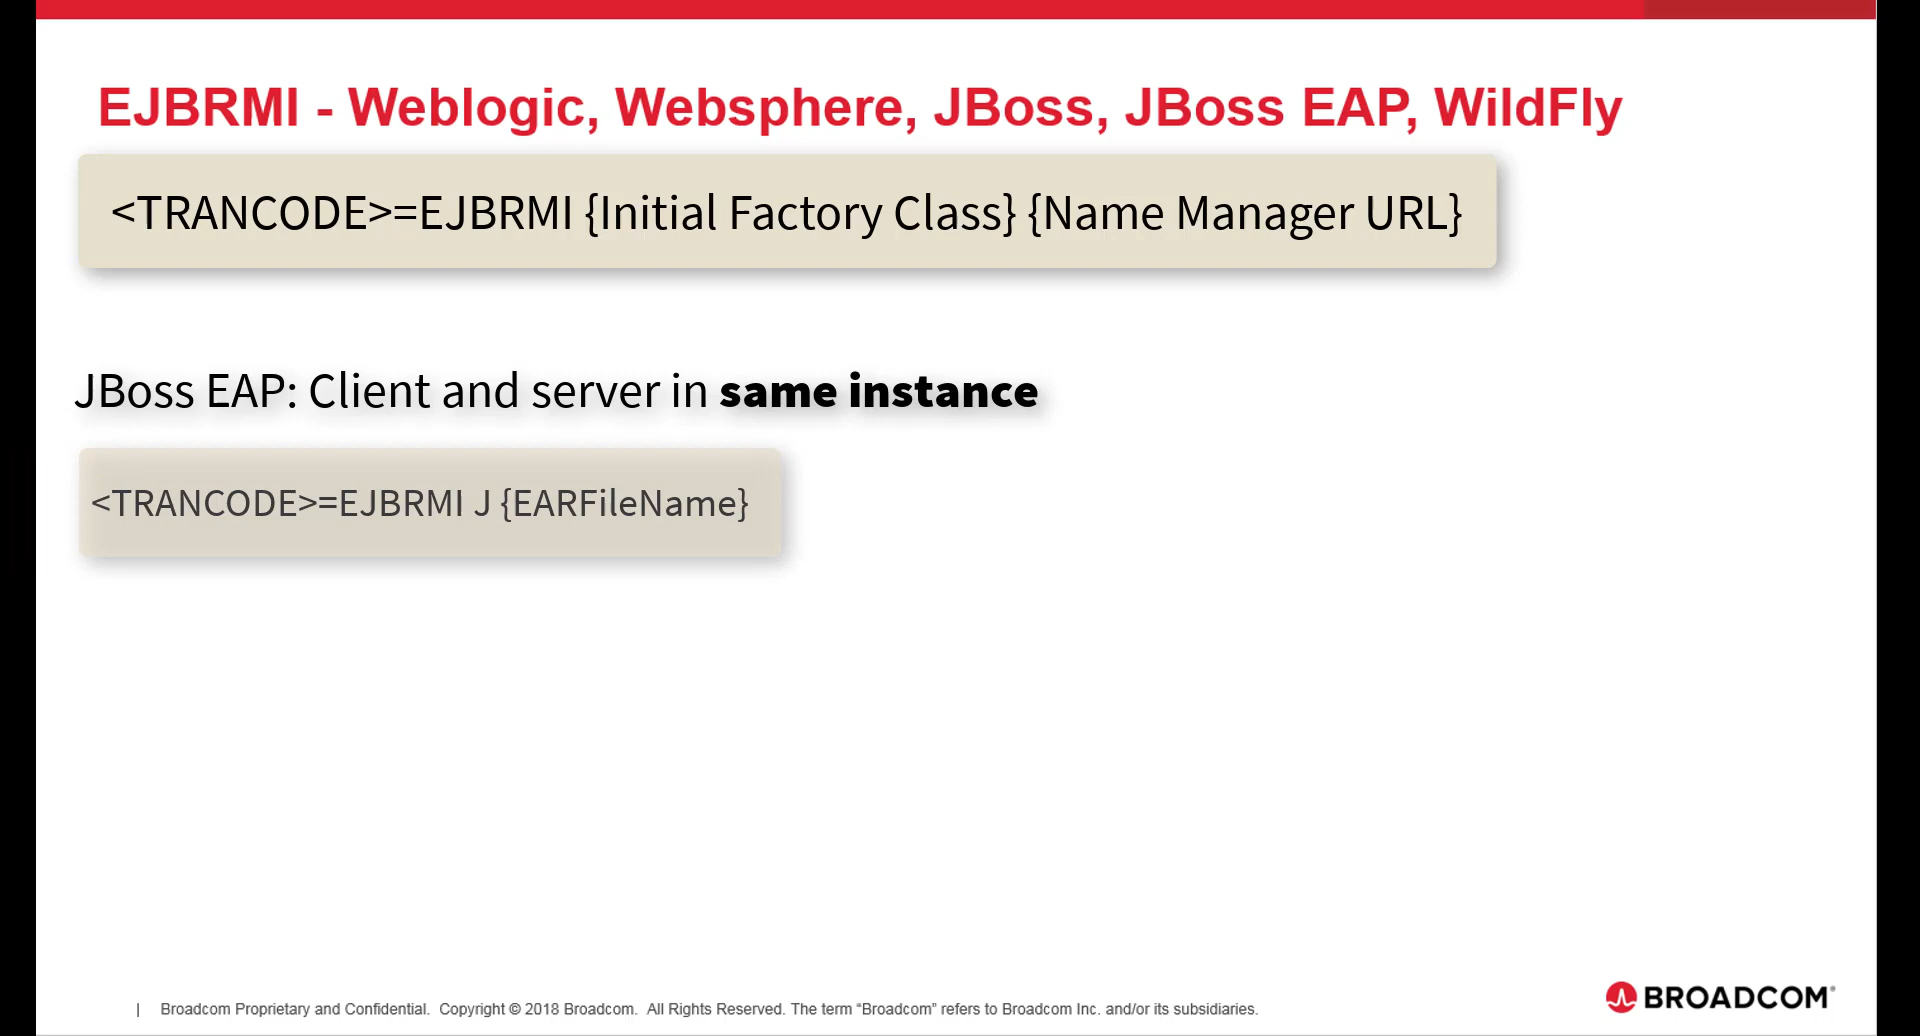 EJBRMI - Weblogic, Websphere, JBoss, JBoss EAP, WildFly
<TRANCODE>=EJBRMI {Initial Factory Class} {Name Manager URL}
JBoss EAP: Client and server in same instance
<TRANCODE>=EJBRMI J {EARFileName}
| Broadcom Proprietary and Confidential. Copyright © 2018 Broadcom. All Rights Reserved. The term “Broadcom” refers to Broadcom Inc. and/or its subsidiaries.
BROADCOM®